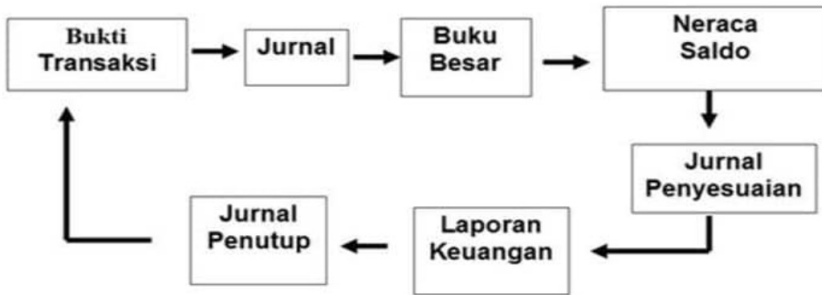 Bukti
Transaksi
Jurnal
Buku
Besar
Neraca
Saldo
Jurnal
Penyesuaian
Laporan
Keuangan
Jurnal
Penutup